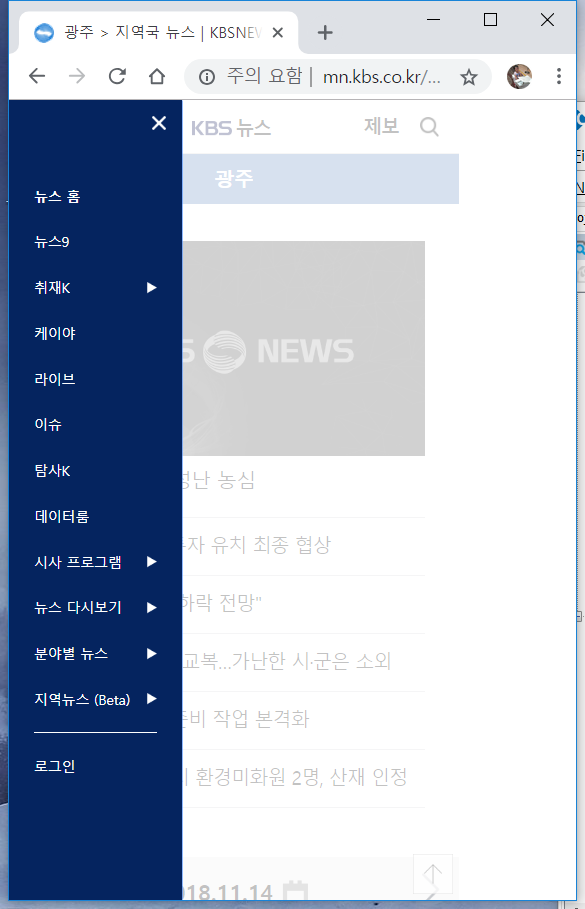 광주 > 지역국 뉴스 | KBSNEW
주의 요함 | mn.kbs.co.kr/...
KBS 뉴스
제보
광주
NEWS
뉴스 홈
뉴스9
취재K
케이야
라이브
이슈
탐사K
데이터룸
시사 프로그램
뉴스 다시보기
분야별 뉴스
지역뉴스 (Beta)
로그인
성난 농심
유치 최종 협상
하락 전망"
교복...가난한 시·군은 소외
작업 본격화
환경미화원 2명, 산재 인정
18.11.14